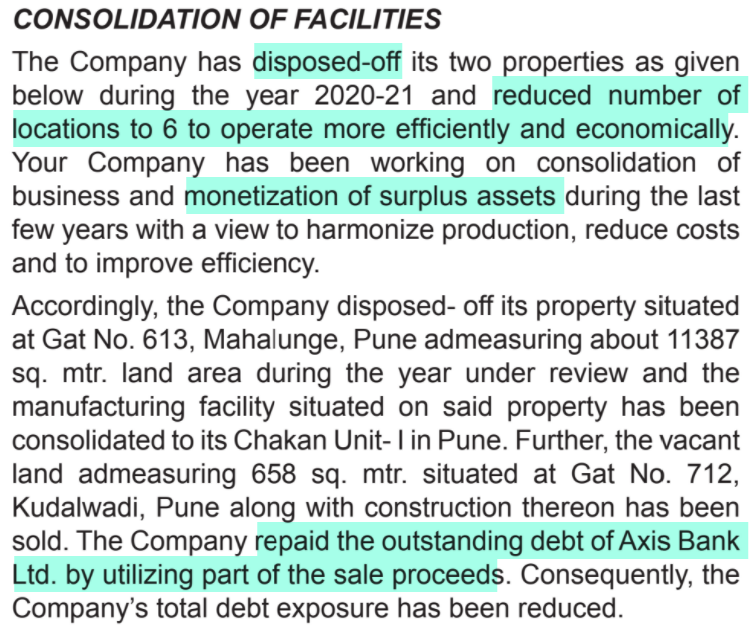 CONSOLIDATION OF FACILITIES
The Company has disposed-off its two properties as given
below during the year 2020-21 and reduced number of
locations to 6 to operate more efficiently and economically.
Your Company has been working on consolidation of
business and monetization of surplus assets during the last
few years with a view to harmonize production, reduce costs
and to improve efficiency.
Accordingly, the Company disposed- off its property situated
at Gat No. 613, Mahalunge, Pune admeasuring about 11387
sq. mtr. land area during the year under review and the
manufacturing facility situated on said property has been
consolidated to its Chakan Unit- I in Pune. Further, the vacant
land admeasuring 658 sq. mtr. situated at Gat No. 712,
Kudalwadi, Pune along with construction thereon has been
sold. The Company repaid the outstanding debt of Axis Bank
Ltd. by utilizing part of the sale proceeds. Consequently, the
Company's total debt exposure has been reduced.